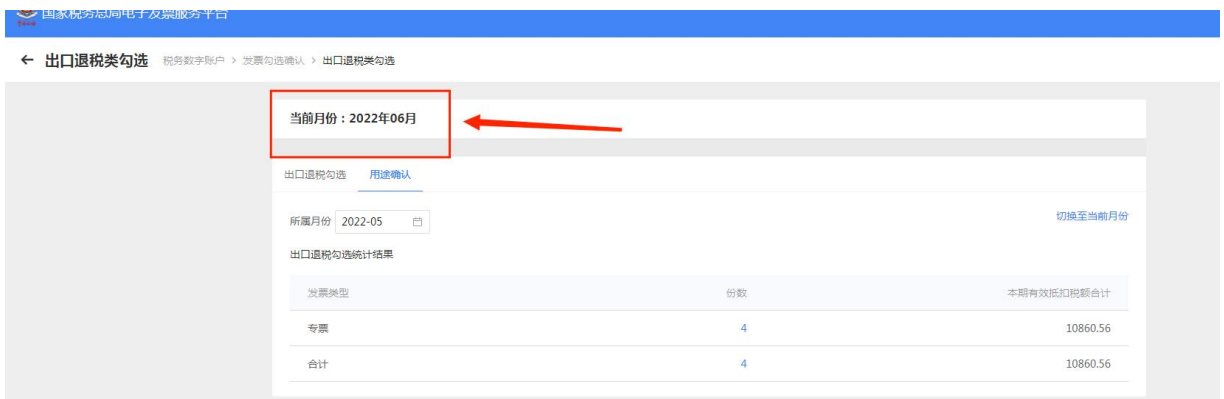 国家税务总局电子发票服务平台
← 出口退税类勾选 税务数字账户 > 发票勾选确认 > 出口退税类勾选
当前月份：2022年06月
出口退税勾选 用途确认
所属月份 2022-05 切换至当前月份
出口退税勾选统计结果
发票类型 份数 本期有效抵扣税额合计
专票 4 10860.56
合计 4 10860.56